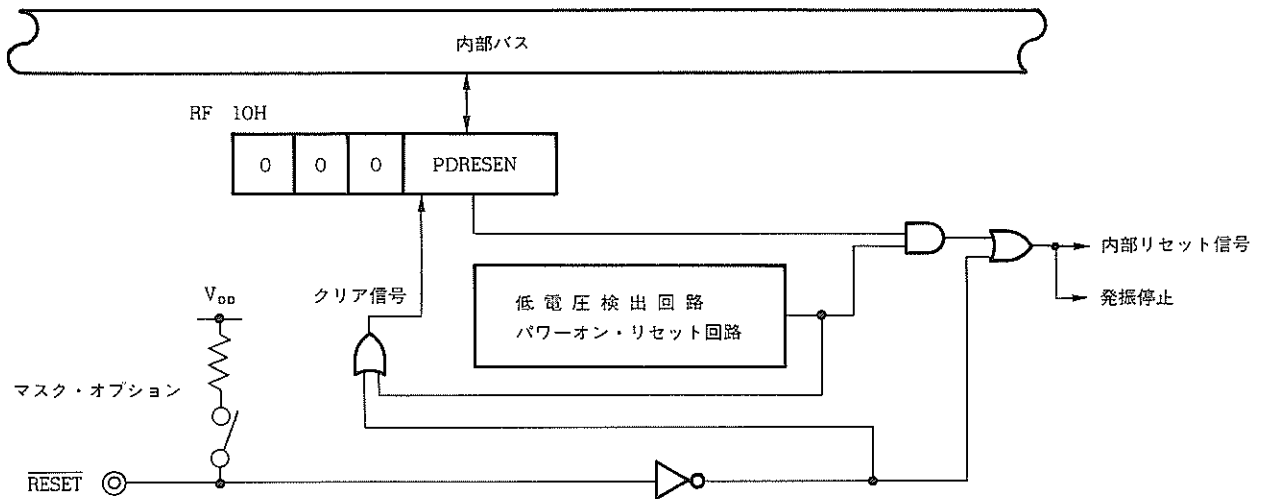 内部バス
RF 10H
0 0 0 PDRESEN
内部リセット信号
発振停止
クリア信号
低電圧検出回路
パワーオン・リセット回路
VDD
マスク・オプション
RESET